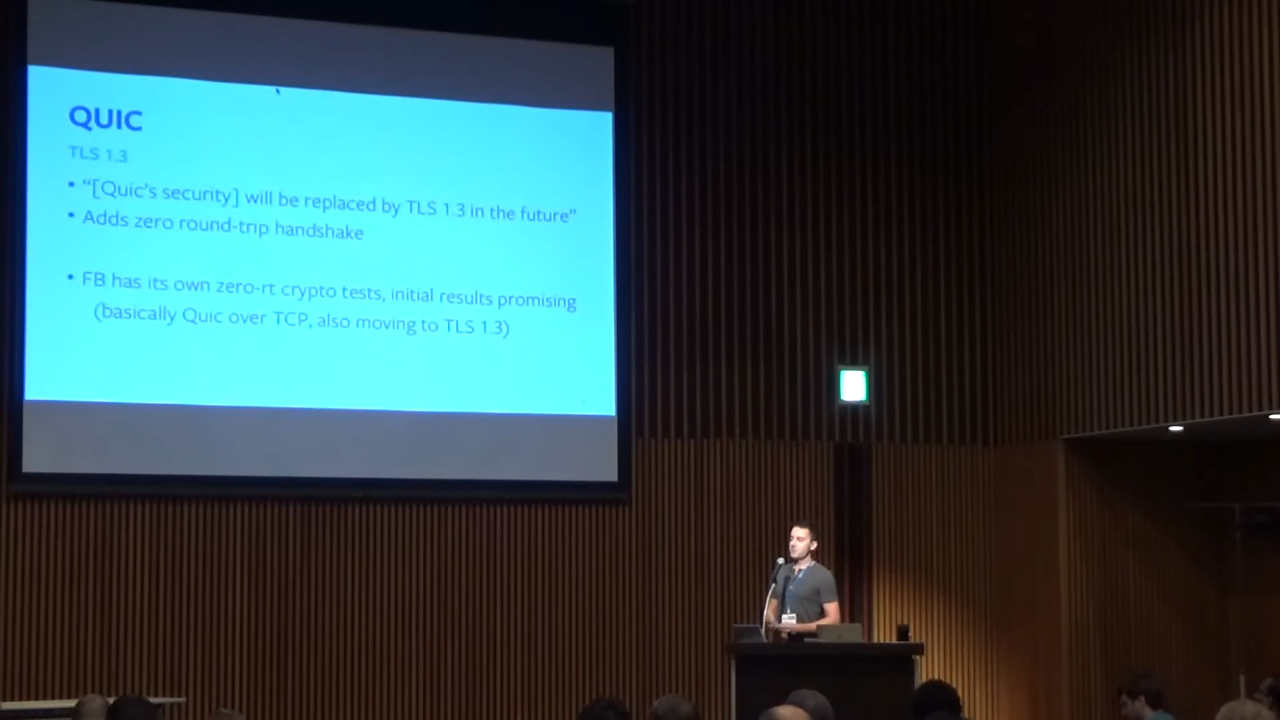 QUIC
TLS 1.3
• “[Quic's security] will be replaced by TLS 1.3 in the future”
• Adds zero round-trip handshake
• FB has its own zero-rt crypto tests, initial results promising
(basically Quic over TCP, also moving to TLS 1.3)